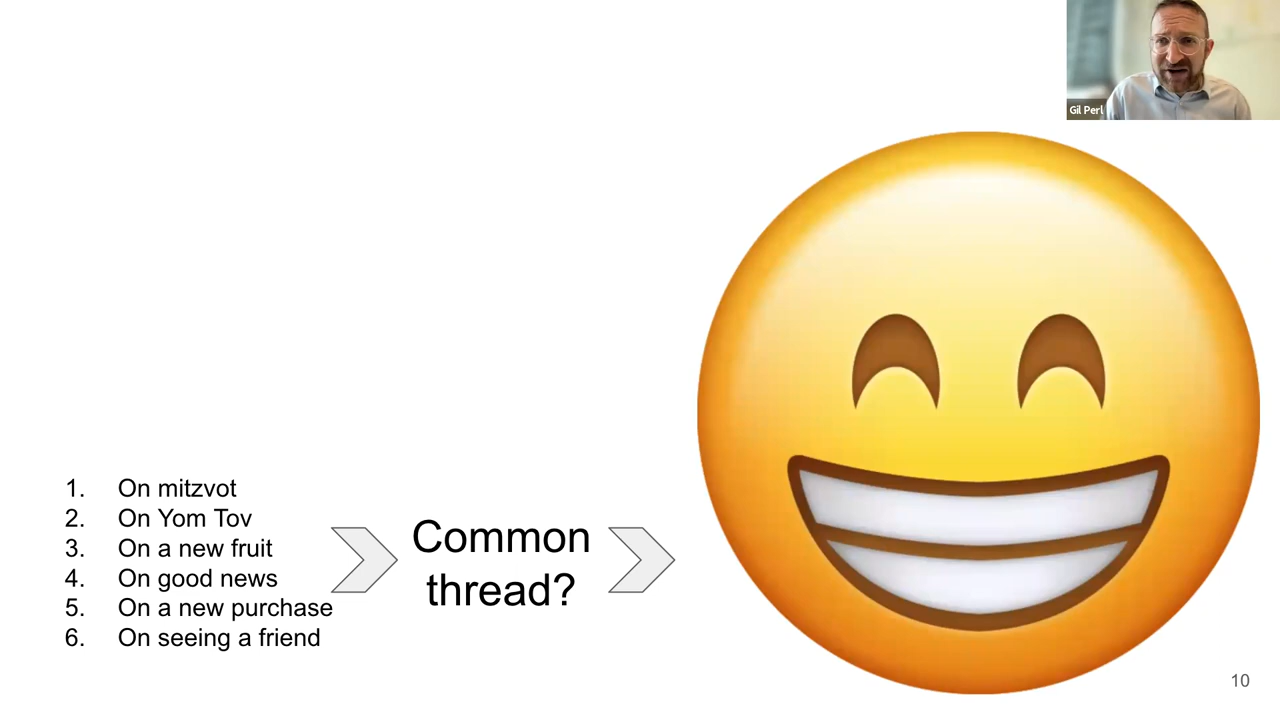 Gil Perl
1. On mitzvot
2. On Yom Tov
3. On a new fruit
4. On good news
5. On a new purchase
6. On seeing a friend
Common
thread?
10